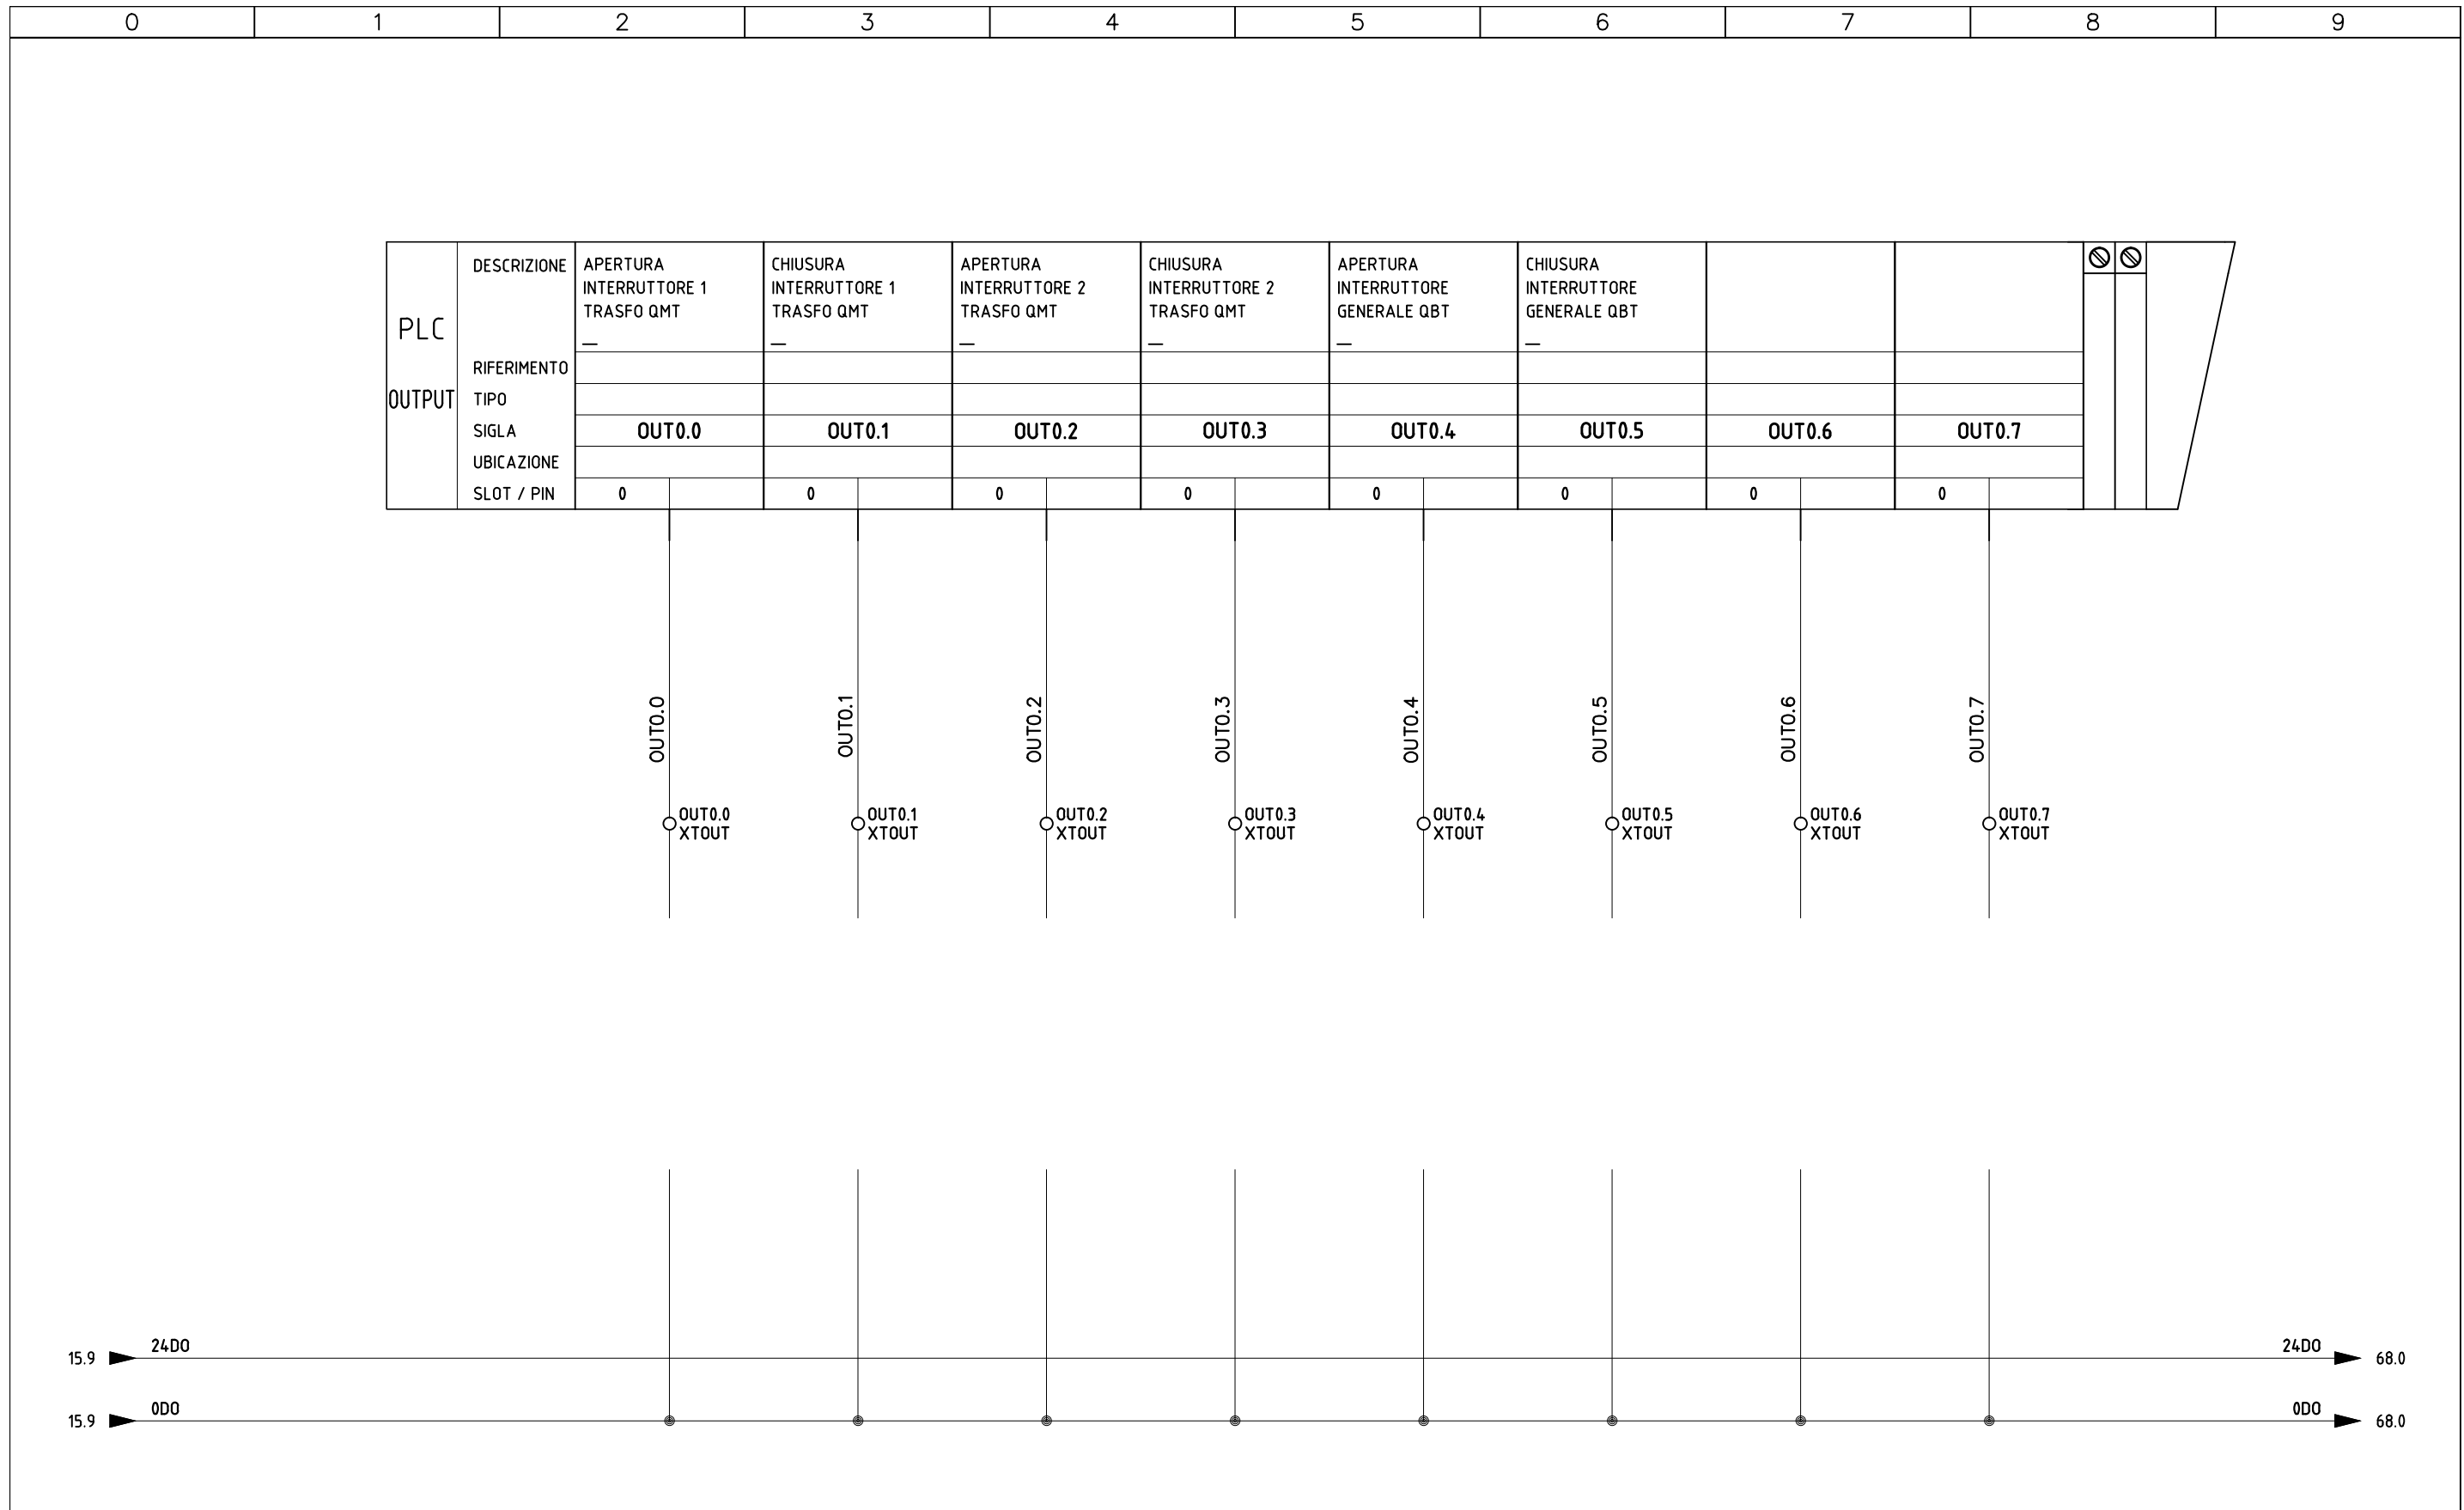 0 1 2 3 4 5 6 7 8 9
PLC
OUTPUT
DESCRIZIONE
APERTURA
INTERRUTTORE 1
TRASFO QMT
_
CHIUSURA
INTERRUTTORE 1
TRASFO QMT
_
APERTURA
INTERRUTTORE 2
TRASFO QMT
_
CHIUSURA
INTERRUTTORE 2
TRASFO QMT
_
APERTURA
INTERRUTTORE
GENERALE QBT
_
CHIUSURA
INTERRUTTORE
GENERALE QBT
_
RIFERIMENTO
TIPO
SIGLA OUT0.0 OUT0.1 OUT0.2 OUT0.3 OUT0.4 OUT0.5 OUT0.6 OUT0.7
UBICAZIONE
SLOT / PIN 0 0 0 0 0 0 0 0
OUT0.0
OUT0.1
OUT0.2
OUT0.3
OUT0.4
OUT0.5
OUT0.6
OUT0.7
OUT0.0
XTOUT
OUT0.1
XTOUT
OUT0.2
XTOUT
OUT0.3
XTOUT
OUT0.4
XTOUT
OUT0.5
XTOUT
OUT0.6
XTOUT
OUT0.7
XTOUT
24DO 24DO
15.9 68.0
0DO 0DO
15.9 68.0